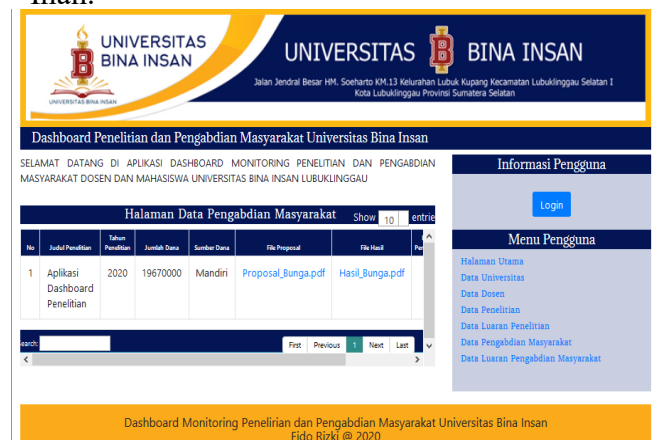 UNIVERSITAS
BINA INSAN
UNIVERSITAS BINA INSAN
UNIVERSITAS BINA INSAN
Jalan Jendral Besar HM. Soeharto KM.13 Kelurahan Lubuk Kupang Kecamatan Lubuklinggau Selatan I
Kota Lubuklinggau Provinsi Sumatera Selatan
Dashboard Penelitian dan Pengabdian Masyarakat Universitas Bina Insan
SELAMAT DATANG DI APLIKASI DASHBOARD MONITORING PENELITIAN DAN PENGABDIAN
MASYARAKAT DOSEN DAN MAHASISWA UNIVERSITAS BINA INSAN LUBUKLINGGAU
Halaman Data Pengabdian Masyarakat Show 10 entrie
No Judul Penelitian Tahun Penelitian Jumlah Dana Sumber Dana File Proposal File Hasil
1 Aplikasi 2020 19670000 Mandiri Proposal_Bunga.pdf Hasil_Bunga.pdf
Dashboard
Penelitian
earch: First Previous 1 Next Last
Informasi Pengguna
Login
Menu Pengguna
Halaman Utama
Data Universitas
Data Dosen
Data Penelitian
Data Luaran Penelitian
Data Pengabdian Masyarakat
Data Luaran Pengabdian Masyarakat
Dashboard Monitoring Penelirian dan Pengabdian Masyarakat Universitas Bina Insan
Fido Rizki @ 2020